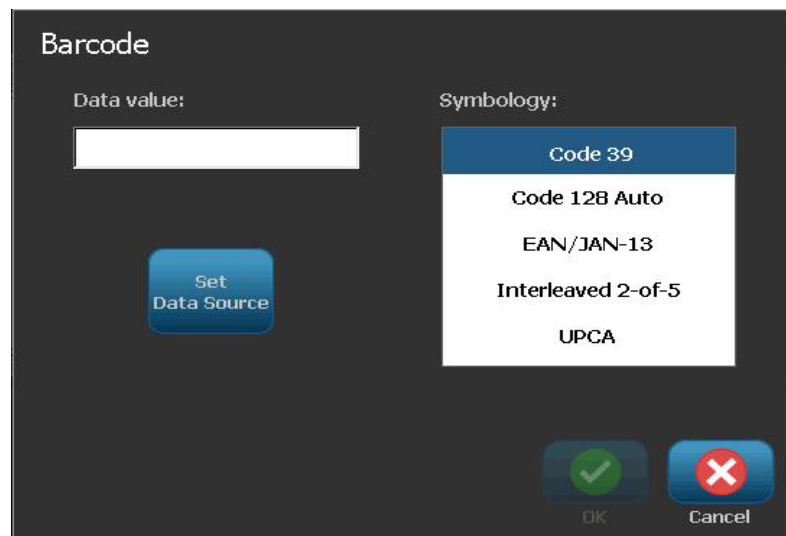 Barcode
Data value:
Symbology:
Code 39
Code 128 Auto
EAN/JAN-13
Interleaved 2-of-5
UPCA
Set
Data Source
OK
Cancel